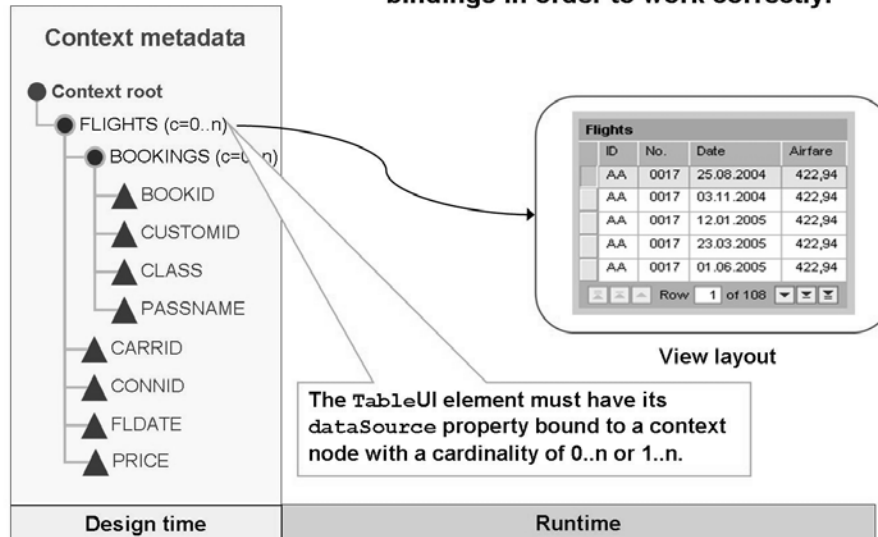 bindings in order to work correctly.
Context metadata
Context root
FLIGHTS (c=0..n)
BOOKINGS (c=0..n)
BOOKID
CUSTOMID
CLASS
PASSNAME
CARRID
CONNID
FLDATE
PRICE
Flights
ID No. Date Airfare
AA 0017 25.08.2004 422,94
AA 0017 03.11.2004 422,94
AA 0017 12.01.2005 422,94
AA 0017 23.03.2005 422,94
AA 0017 01.06.2005 422,94
Row 1 of 108
View layout
The TableUI element must have its
dataSource property bound to a context
node with a cardinality of 0..n or 1..n.
Design time
Runtime